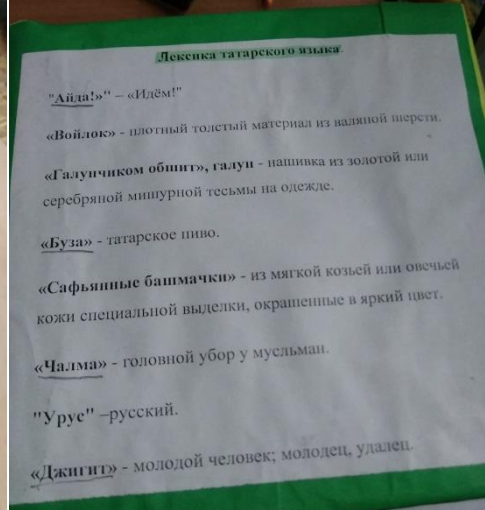 Лексика татарского языка.
"Айда!»" – «Идём!"
«Войлок» - плотный толстый материал из валяной шерсти.
«Галунчиком обшит», галун - нашивка из золотой или
серебряной мишурной тесьмы на одежде.
«Буза» - татарское пиво.
«Сафьянные башмачки» - из мягкой козьей или овечьей
кожи специальной выделки, окрашенные в яркий цвет.
«Чалма» - головной убор у мусльман.
"Урус" –русский.
«Джигит» - молодой человек; молодец, удалец.